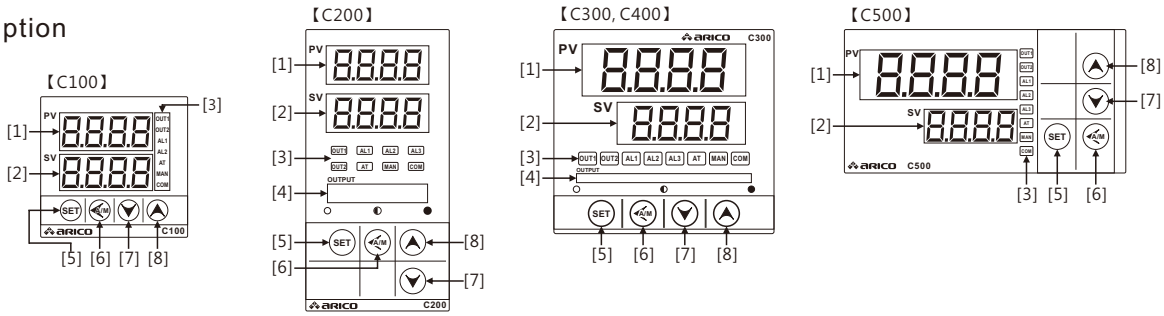 ption
【C100】
[3]
[1]
PV
8.8.8.8
OUT1
OUT2
AL1
AL2
AT
MAN
COM
[2]
SV
8.8.8.8
SET
A/M
ARICO
C100
[5] [6] [7] [8]
【C200】
[1]
PV
8.8.8.8
[2]
SV
8.8.8.8
[3]
OUT1 AL1 AL2 AL3
OUT2 AT MAN COM
[4]
OUTPUT
[5]
SET
A/M
[8]
[6]
[7]
ARICO
C200
【C300, C400】
ARICO C300
[1]
PV
8.8.8.8
[2]
SV
8.8.8.8
[3]
OUT1 OUT2 AL1 AL2 AL3 AT MAN COM
[4]
OUTPUT
SET
A/M
[5] [6] [7] [8]
【C500】
[1]
PV
8.8.8.8
OUT1
OUT2
AL1
AL2
AL3
AT
MAN
COM
[8]
[7]
[2]
SV
8.8.8.8
SET
A/M
ARICO C500
[3] [5] [6]